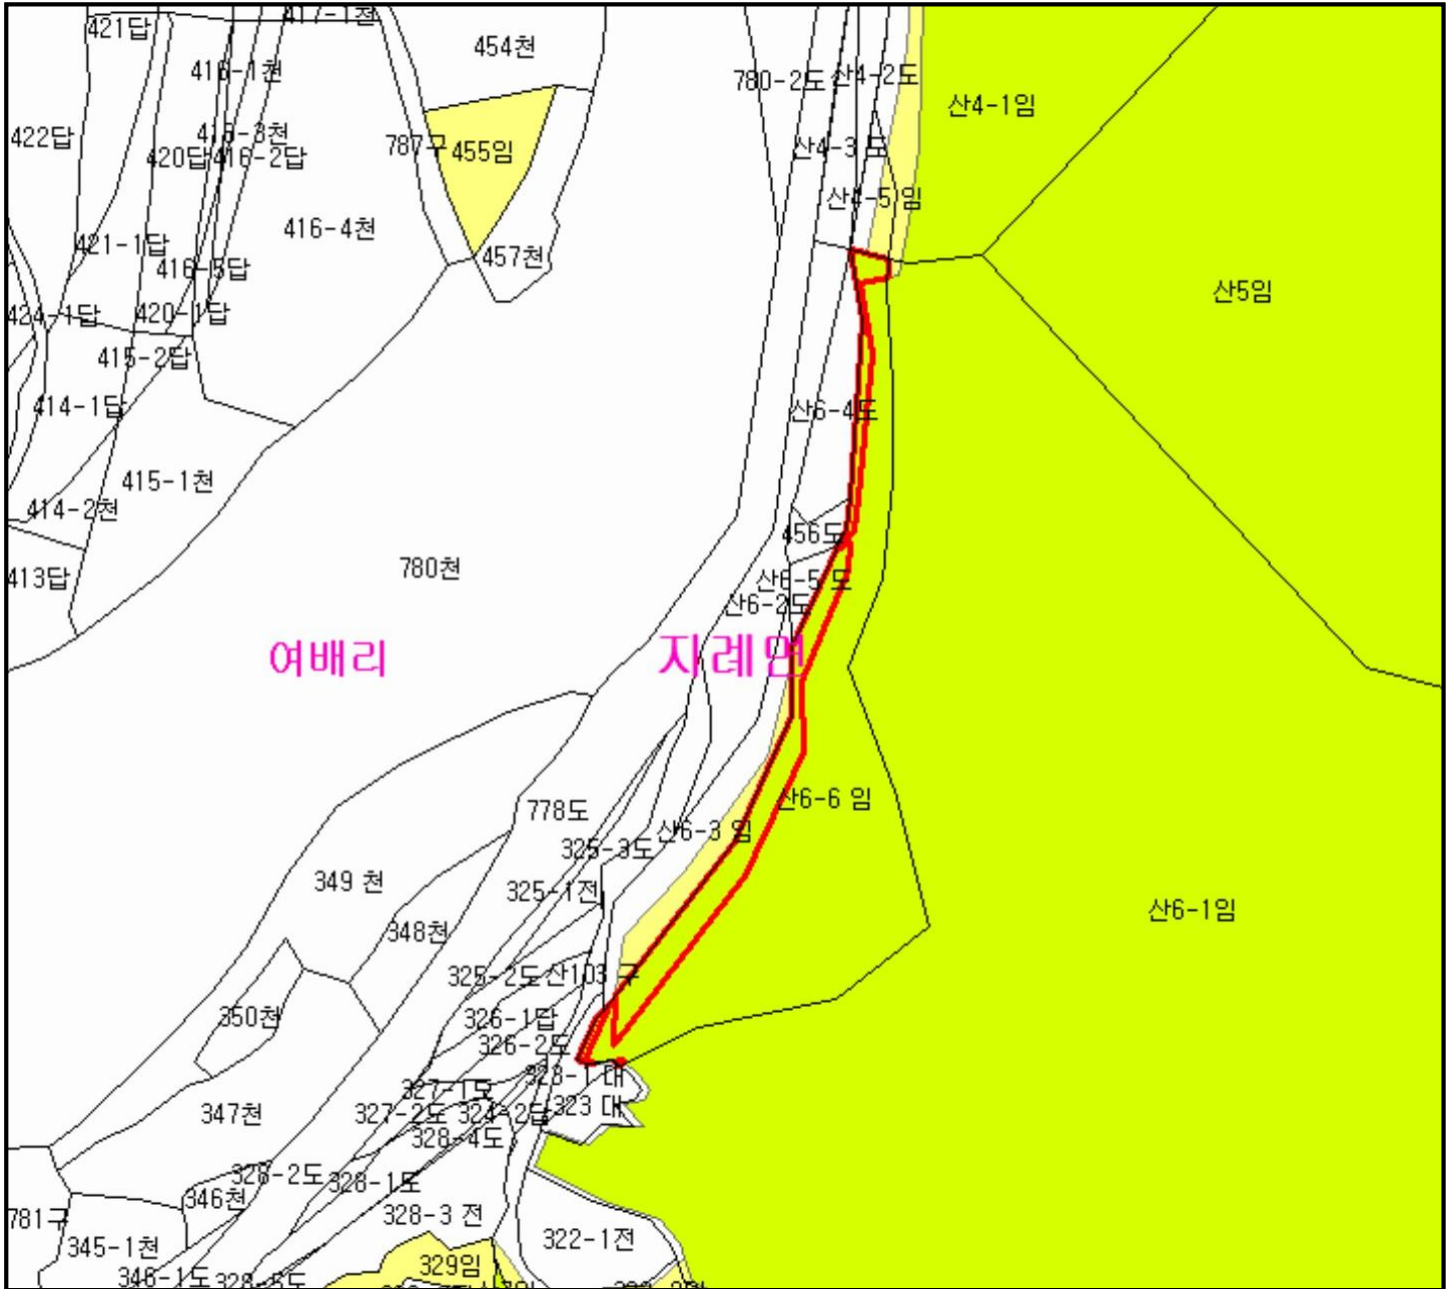 417-1천
421답
454천
416-1천
780-2도
산4-2도
산4-1임
422답
415-3천
787구
455임
420답
416-2답
산4-3 도
산4-5 임
416-4천
421-1답
457천
416-5답
산5임
424-1답
420-1답
415-2답
414-1답
산6-4도
415-1천
414-2천
456도
780천
413답
산6-5 도
산6-2도
여배리
지례면
산6-6 임
778도
산6-3 임
325-3도
349 천
325-1전
산6-1임
348천
325-2도
산103 구
350천
326-1답
326-2도
323-1 대
327-1도
323 대
347천
327-2도
324-2답
328-4도
328-2도
328-1도
346천
781구
328-3 전
345-1천
322-1전
329임
346-1도
328-5도